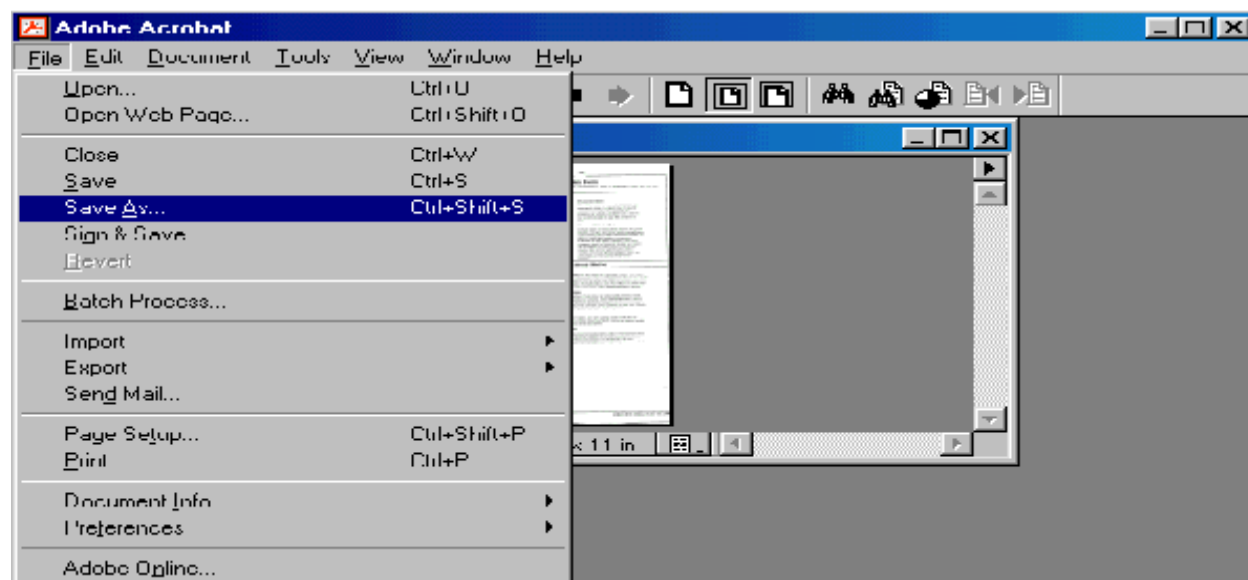 Adobe Acrobat
File Edit Document Tools View Window Help
Open... Ctrl+O
Open Web Page... Ctrl+Shift+O
Close Ctrl+W
Save Ctrl+S
Save As... Ctrl+Shift+S
Sign & Save
Revert
Batch Process...
Import
Export
Send Mail...
Page Setup... Ctrl+Shift+P
Print Ctrl+P
x 11 in
Document Info
Preferences
Adobe Online...